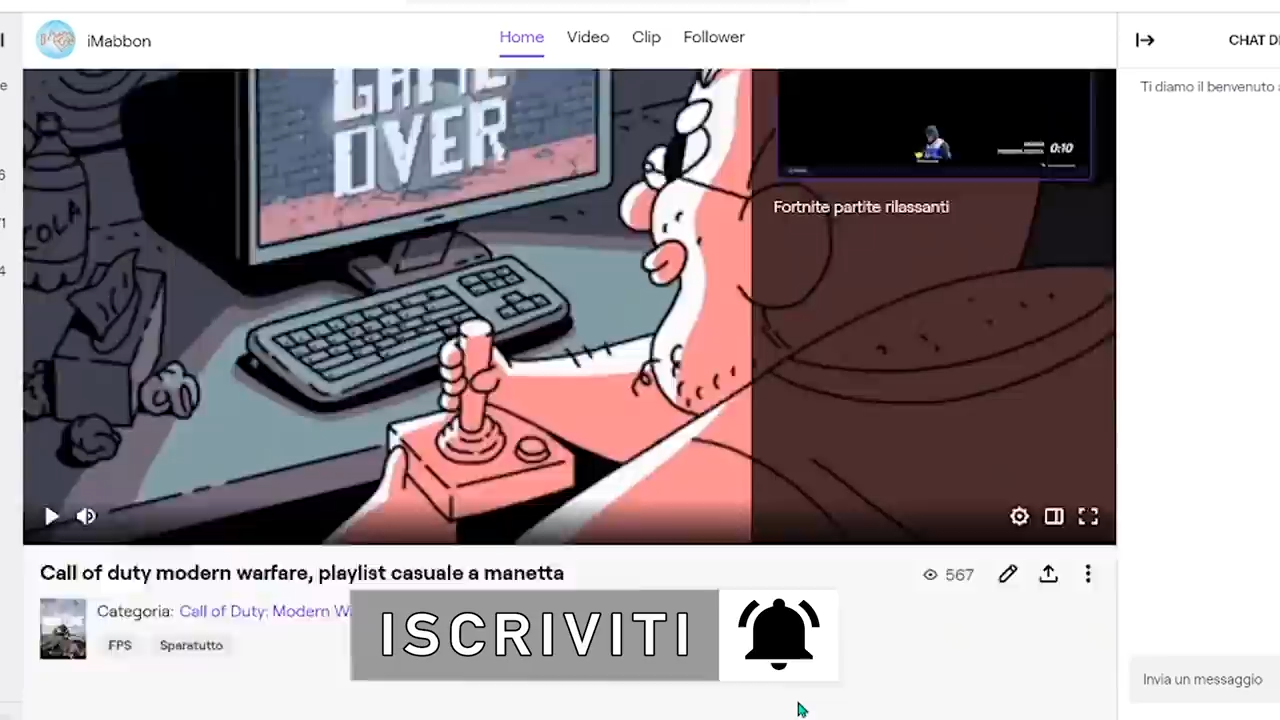 iMabbon
Home Video Clip Follower
CHAT D
Ti diamo il benvenuto
GAME
OVER
COLA
0:10
Fortnite partite rilassanti
Call of duty modern warfare, playlist casuale a manetta
567
Categoria: Call of Duty: Modern W
FPS Sparatutto
ISCRIVITI
Invia un messaggio